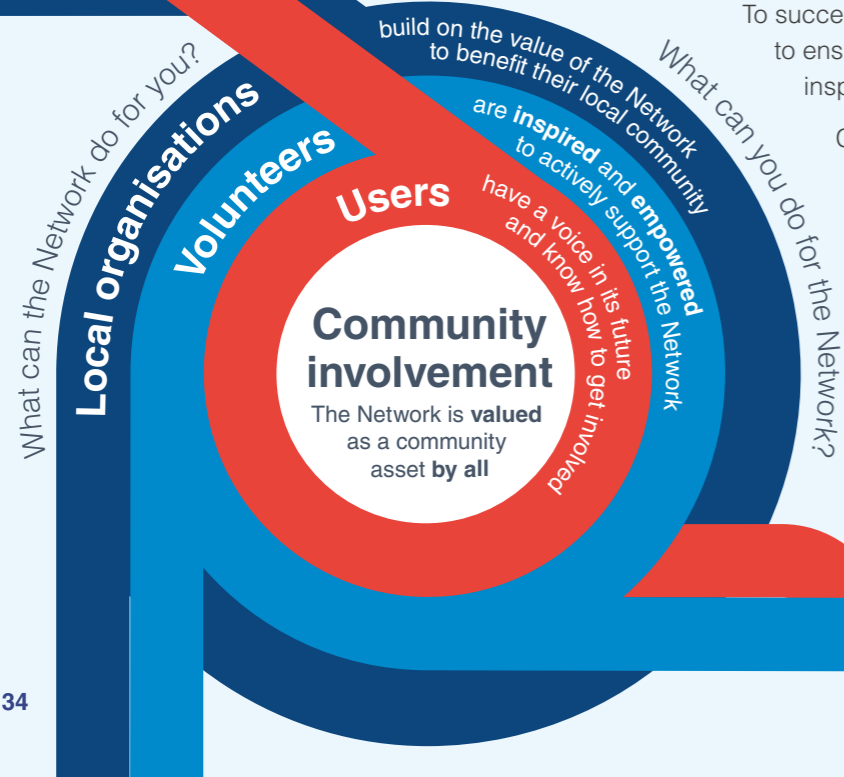 What can the Network do for you?
Local organisations
build on the value of the Network
to benefit their local community
Volunteers
are inspired and empowered
to actively support the Network
Users
have a voice in its future
and know how to get involved
Community
involvement
The Network is valued
as a community
asset by all
What can you do for the Network?
To
to
34